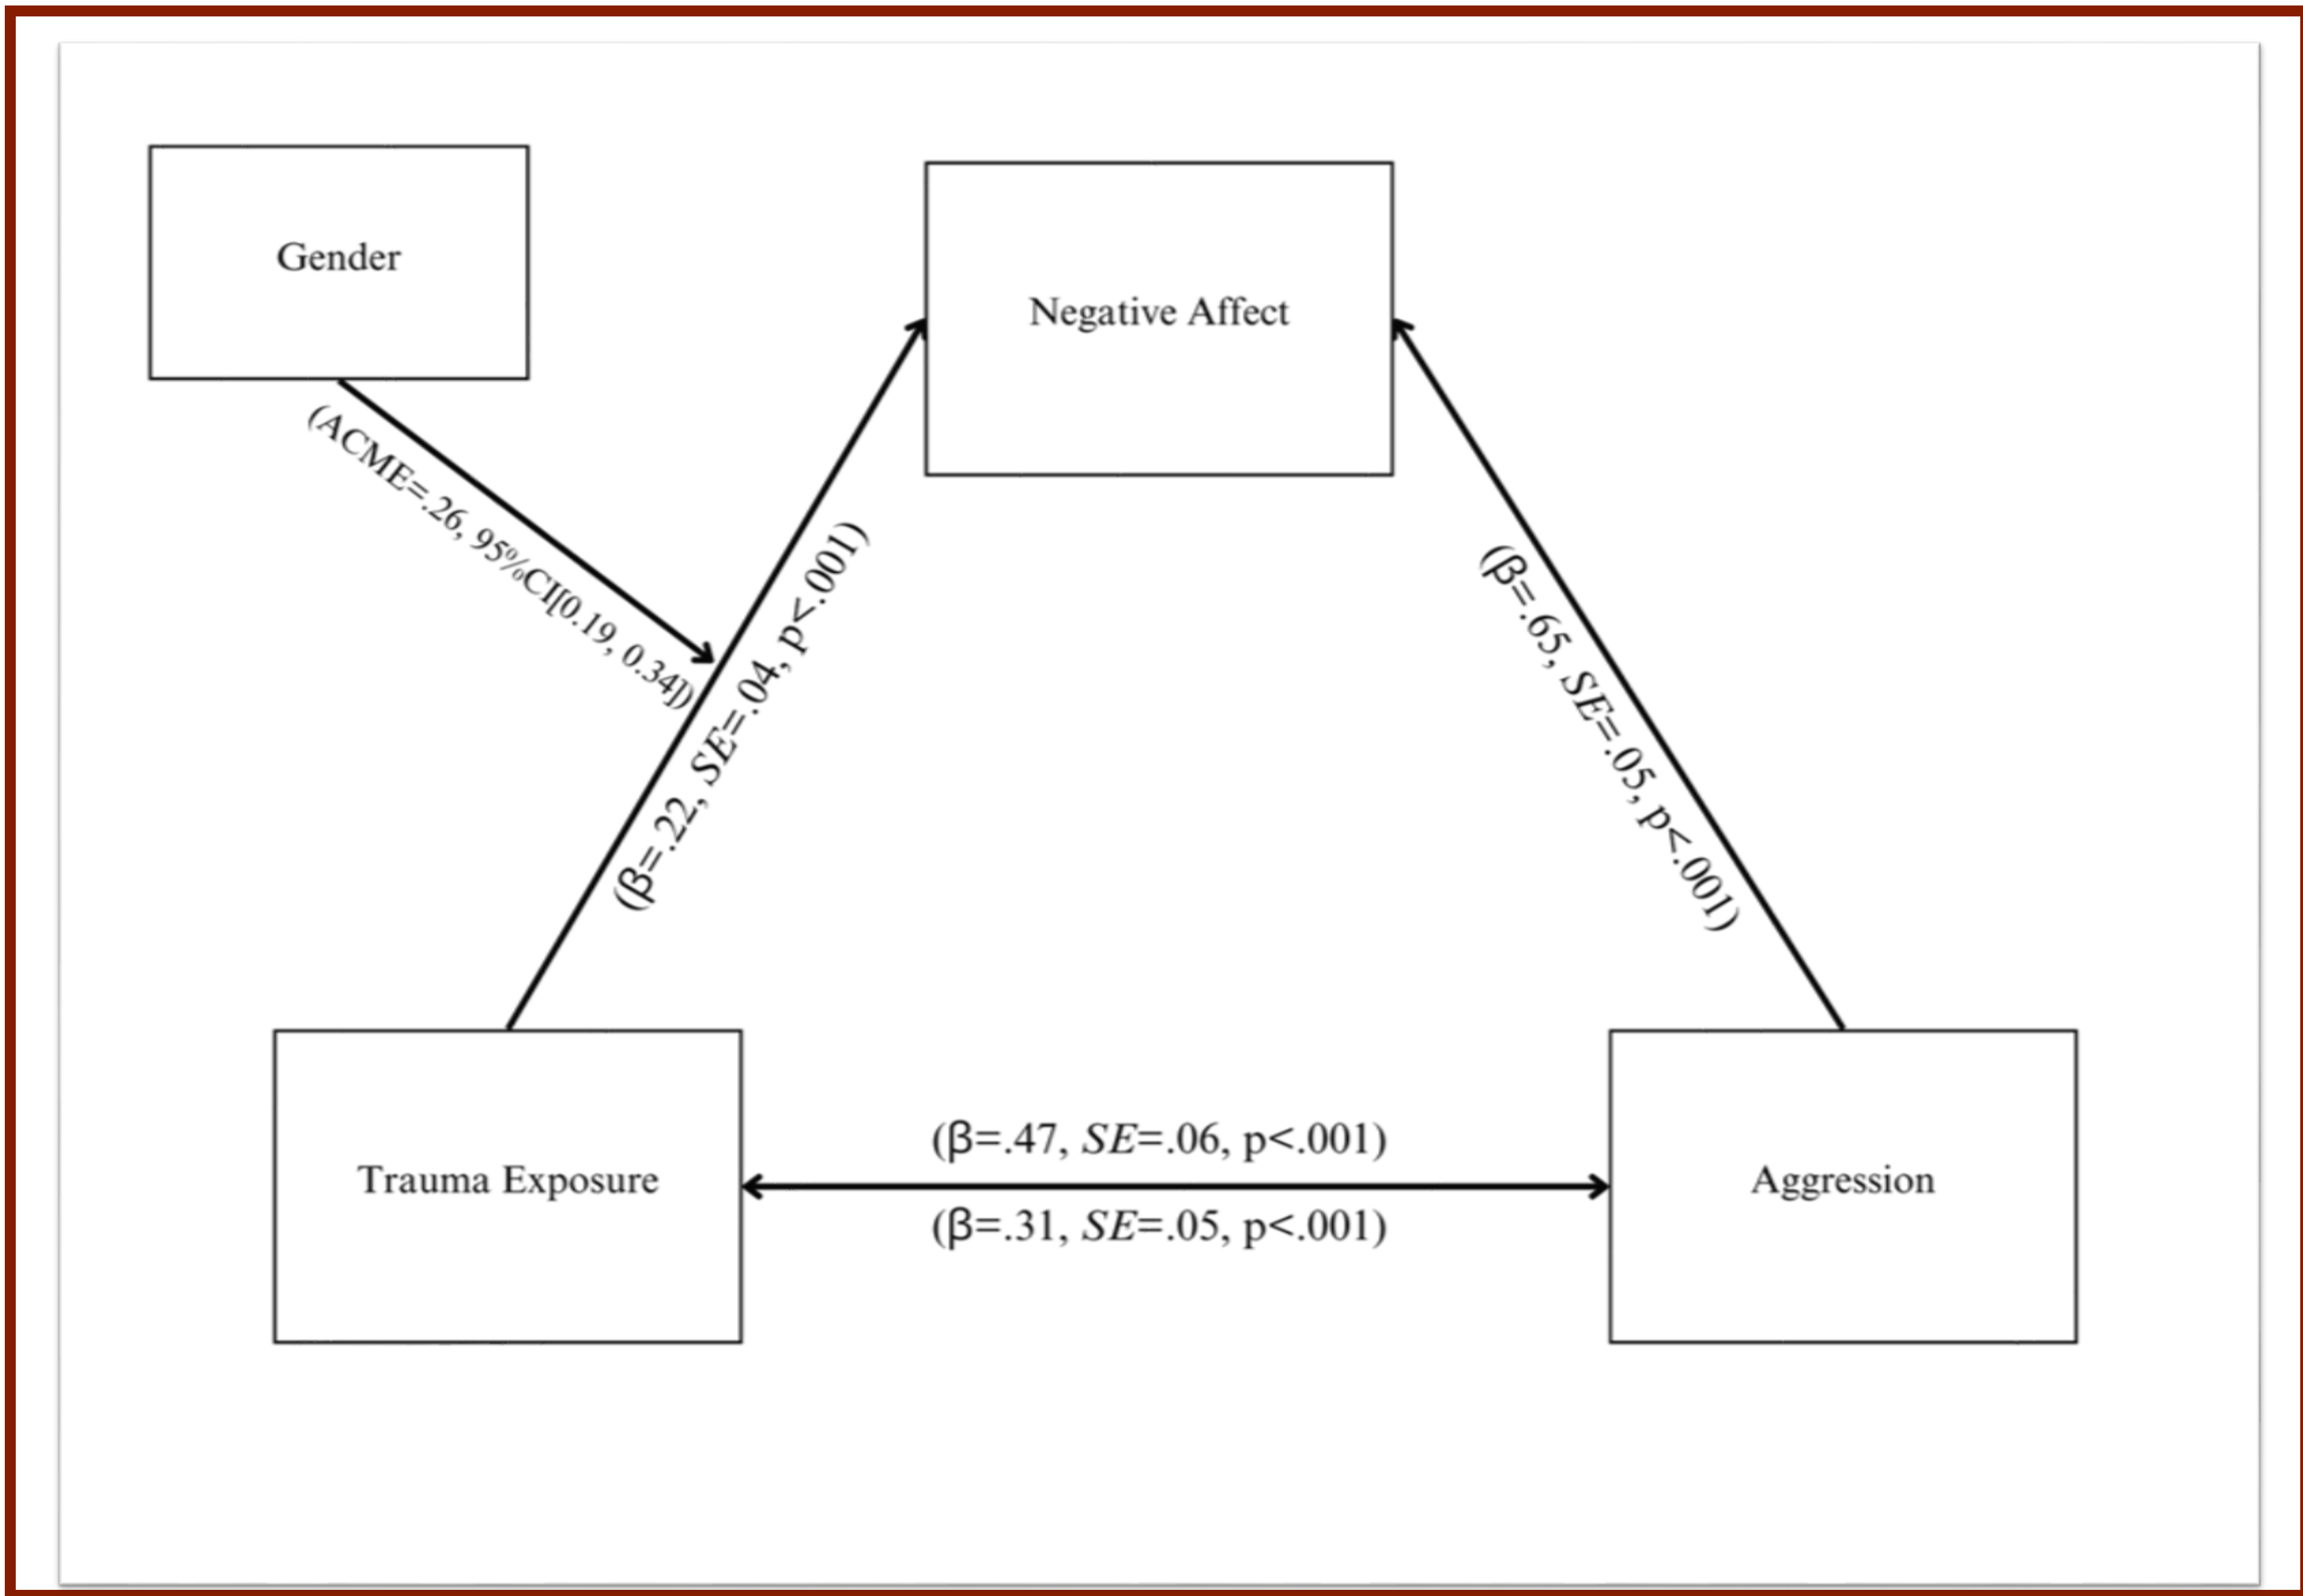 Gender
Negative Affect
(ACME=.26, 95%CI[0.19, 0.34])
(β=.22, SE=.04, p<.001)
(β=.65, SE=.05, p<.001)
Trauma Exposure
(β=.47, SE=.06, p<.001)
(β=.31, SE=.05, p<.001)
Aggression